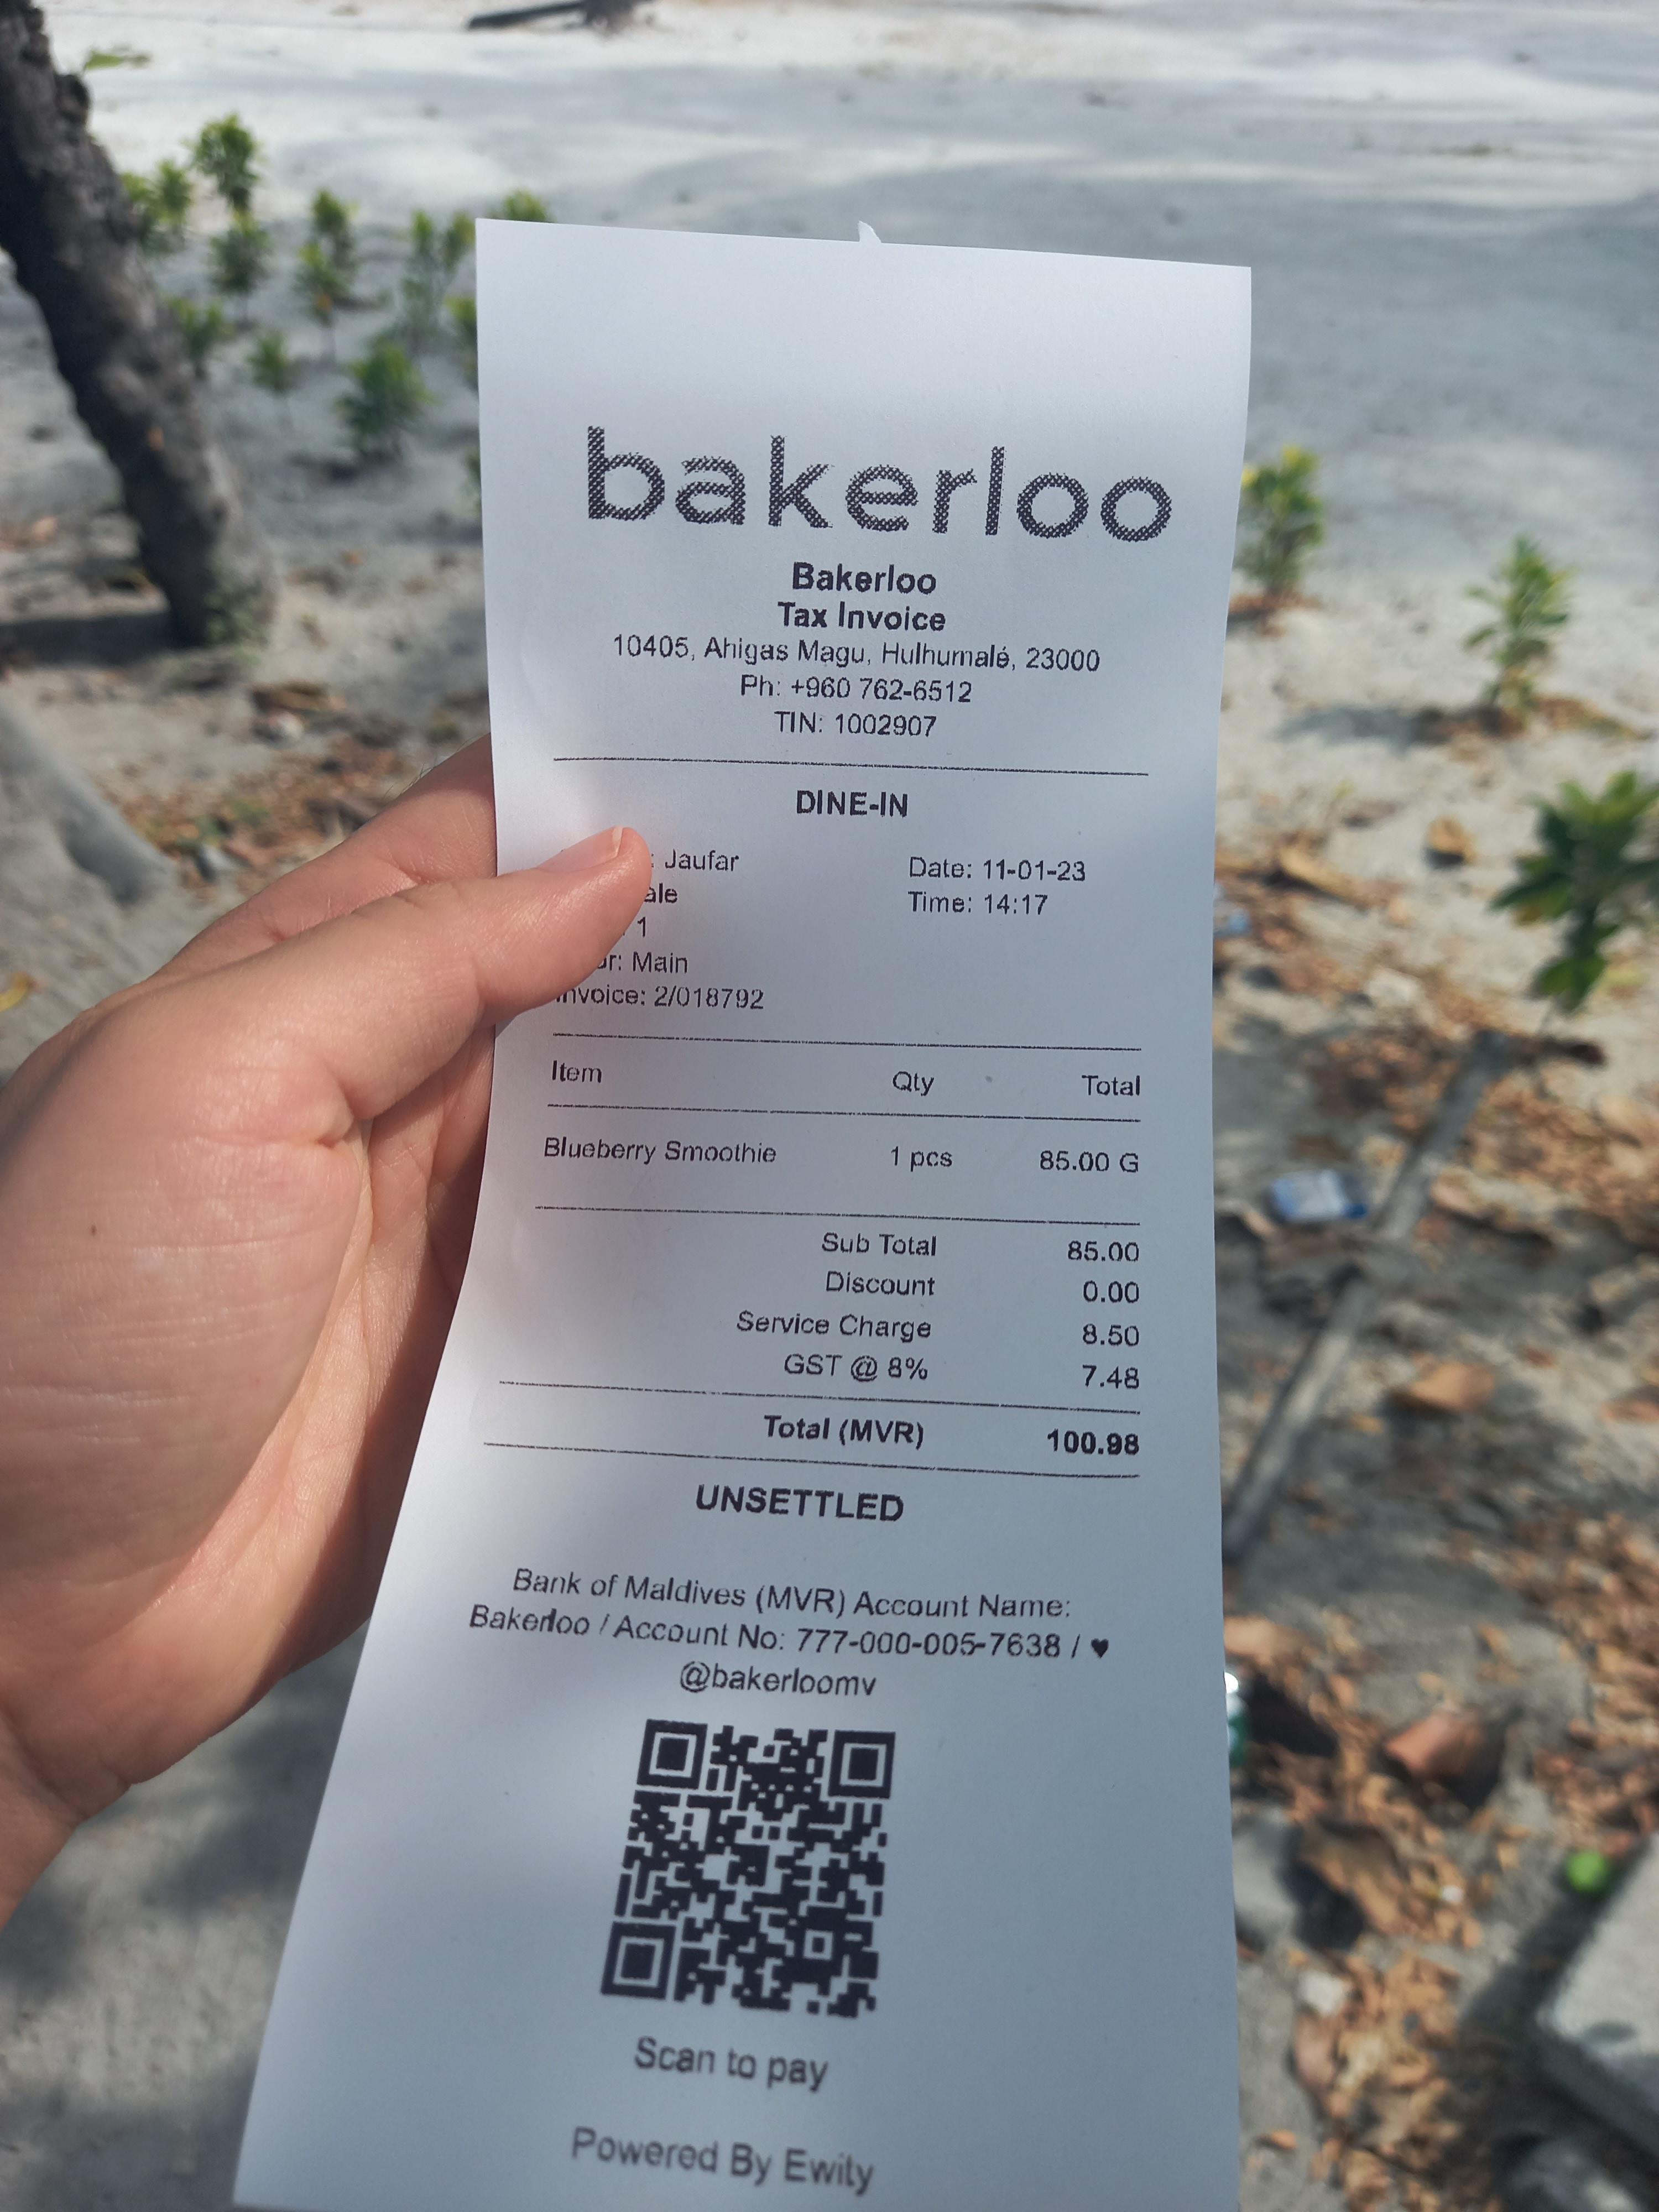 bakerloo
Bakerloo
Tax Invoice
10405, Ahigas Magu, Hulhumalé, 23000
Ph: +960 762-6512
TIN: 1002907
DINE-IN
: Jaufar Date: 11-01-23
ale Time: 14:17
1
or: Main
Invoice: 2/018792
Item Qty Total
Blueberry Smoothie 1 pcs 85.00 G
Sub Total 85.00
Discount 0.00
Service Charge 8.50
GST @ 8% 7.48
Total (MVR) 100.98
UNSETTLED
Bank of Maldives (MVR) Account Name:
Bakerloo / Account No: 777-000-005-7638 / ♥
@bakerloomv
Scan to pay
Powered By Ewity